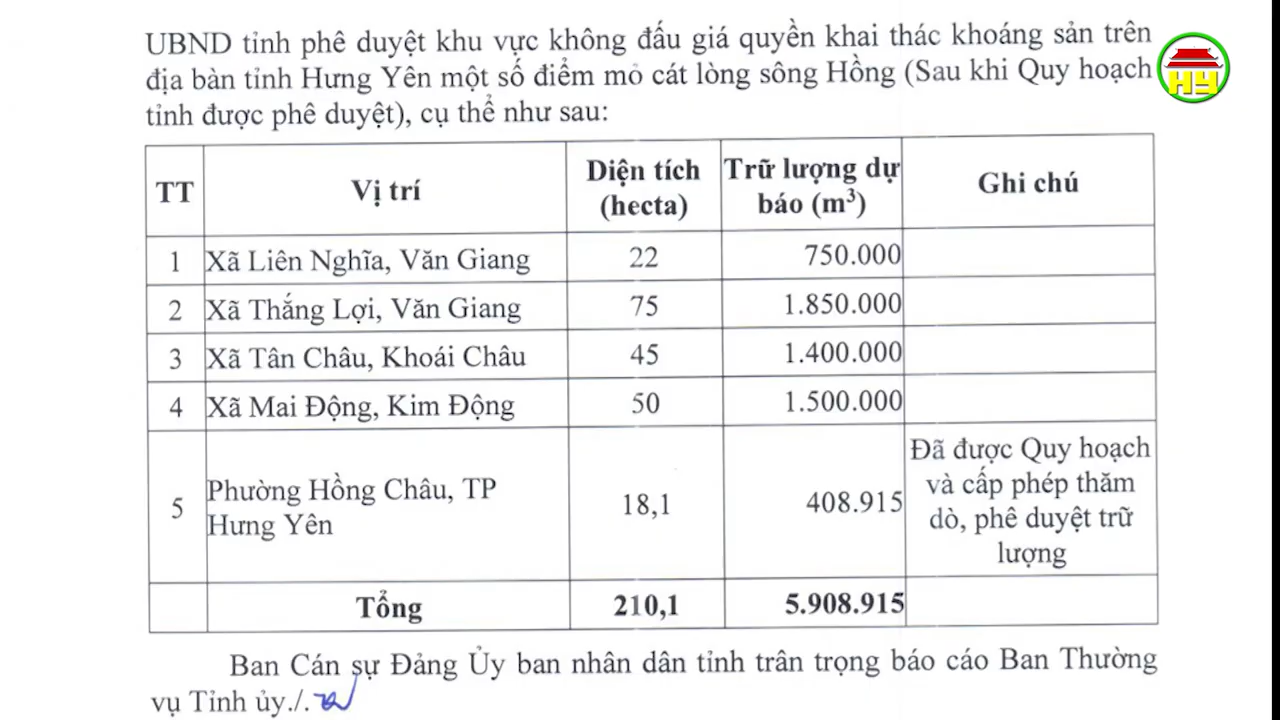 UBND tỉnh phê duyệt khu vực không đấu giá quyền khai thác khoáng sản trên
địa bàn tỉnh Hưng Yên một số điểm mỏ cát lòng sông Hồng (Sau khi Quy hoạch
tỉnh được phê duyệt), cụ thể như sau:
HY
TT Vị trí Diện tích (hecta) Trữ lượng dự báo (m³) Ghi chú
1 Xã Liên Nghĩa, Văn Giang 22 750.000
2 Xã Thắng Lợi, Văn Giang 75 1.850.000
3 Xã Tân Châu, Khoái Châu 45 1.400.000
4 Xã Mai Động, Kim Động 50 1.500.000
5 Phường Hồng Châu, TP
Hưng Yên 18,1 408.915
Đã được Quy hoạch
và cấp phép thăm
dò, phê duyệt trữ
lượng
Tổng 210,1 5.908.915
Ban Cán sự Đảng Ủy ban nhân dân tỉnh trân trọng báo cáo Ban Thường
vụ Tỉnh ủy./.